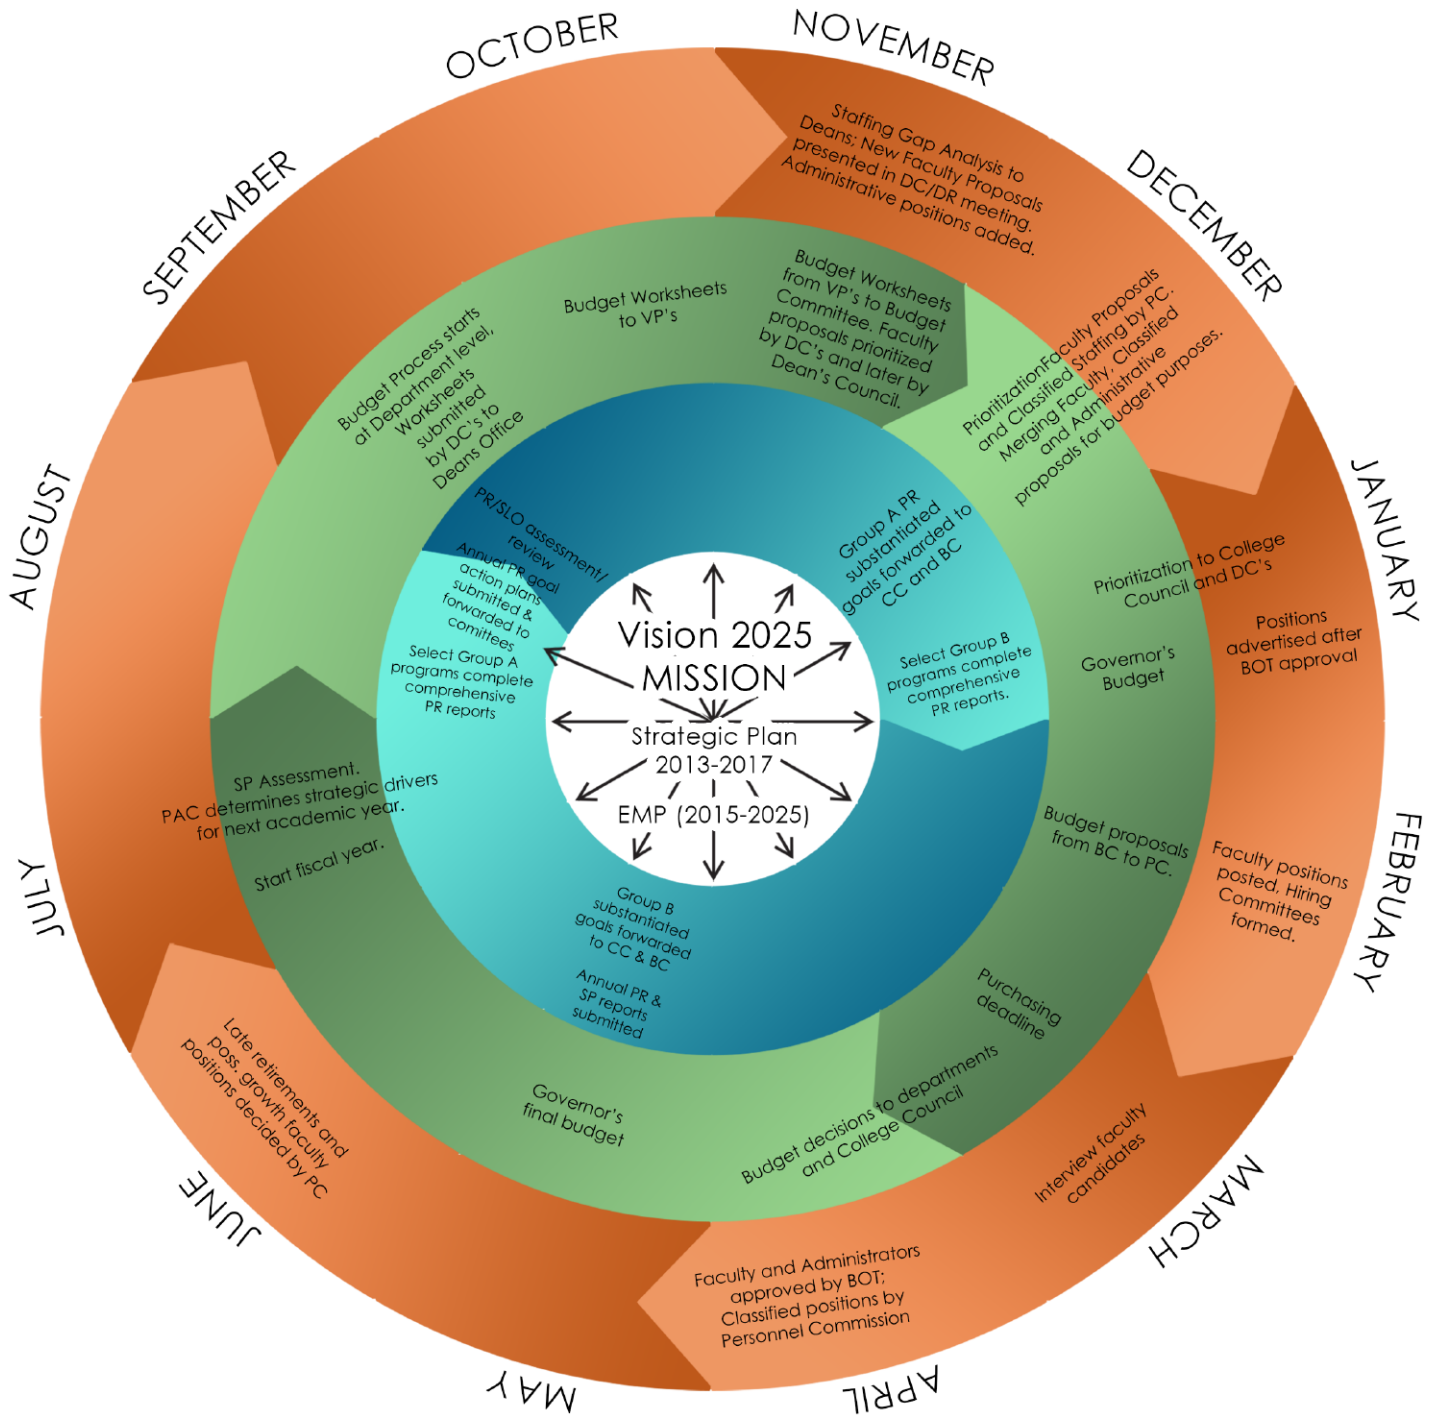 OCTOBER
NOVEMBER
DECEMBER
JANUARY
FEBRUARY
MARCH
APRIL
MAY
JUNE
JULY
AUGUST
SEPTEMBER
Staffing Gap Analysis to
Deans; New Faculty Proposals
presented in DC/DR meeting.
Administrative positions added.
PrioritizationFaculty Proposals
and Classified Staffing by PC.
Merging Faculty, Classified
and Administrative
proposals for budget purposes.
Prioritization to College
Council and DC's
Positions
advertised after
BOT approval
Governor's
Budget
Budget proposals
from BC to PC.
Faculty positions
posted, Hiring
Committees
formed.
Purchasing
deadline
Interview faculty
candidates
Budget decisions to departments
and College Council
Faculty and Administrators
approved by BOT;
Classified positions by
Personnel Commission
Governor's
final budget
Late retirements and
poss. growth faculty
positions decided by PC
SP Assessment.
PAC determines strategic drivers
for next academic year.
Start fiscal year.
Budget Process starts
at Department level,
Worksheets
submitted
by DC's to
Deans Office
Budget Worksheets
to VP's
Budget Worksheets
from VP's to Budget
Committee. Faculty
proposals prioritized
by DC's and later by
Dean's Council.
PR/SLO assessment/
review
Annual PR goal
action plans
submitted &
forwarded to
comittees
Select Group A
programs complete
comprehensive
PR reports
Group A PR
substantiated
goals forwarded to
CC and BC
Select Group B
programs complete
comprehensive
PR reports.
Group B
substantiated
goals forwarded
to CC & BC
Annual PR &
SP reports
submitted
Vision 2025
MISSION
Strategic Plan
2013-2017
EMP (2015-2025)